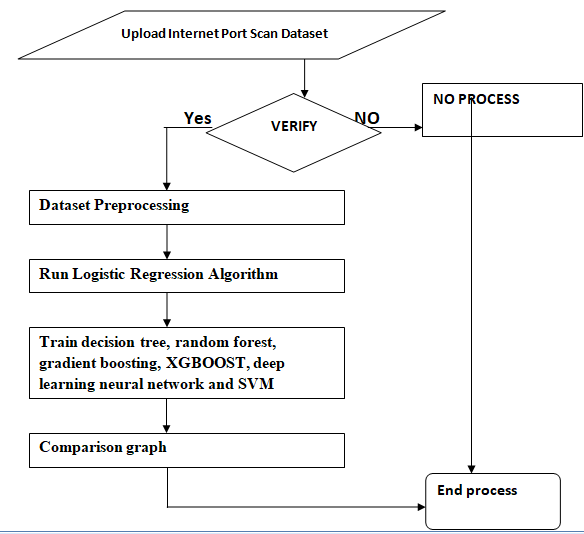 Upload Internet Port Scan Dataset
Yes
VERIFY
NO
NO PROCESS
Dataset Preprocessing
Run Logistic Regression Algorithm
Train decision tree, random forest,
gradient boosting, XGBOOST, deep
learning neural network and SVM
Comparison graph
End process